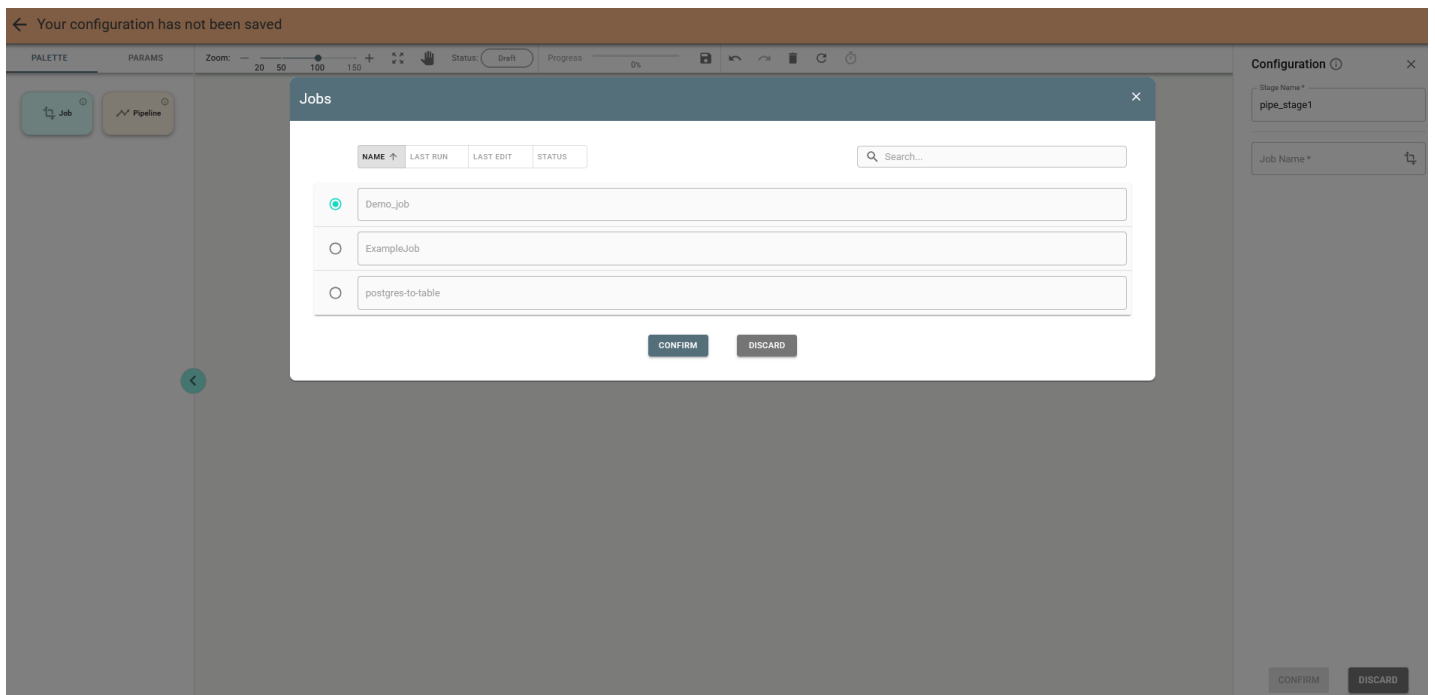 Your configuration has not been saved
PALETTE PARAMS
Zoom: 20 50 100 150
Status: Draft
Progress 0%
Job
Pipeline
Jobs
NAME LAST RUN LAST EDIT STATUS
Search...
Demo_job
ExampleJob
postgres-to-table
CONFIRM DISCARD
Configuration
Stage Name *
pipe_stage1
Job Name *
CONFIRM DISCARD